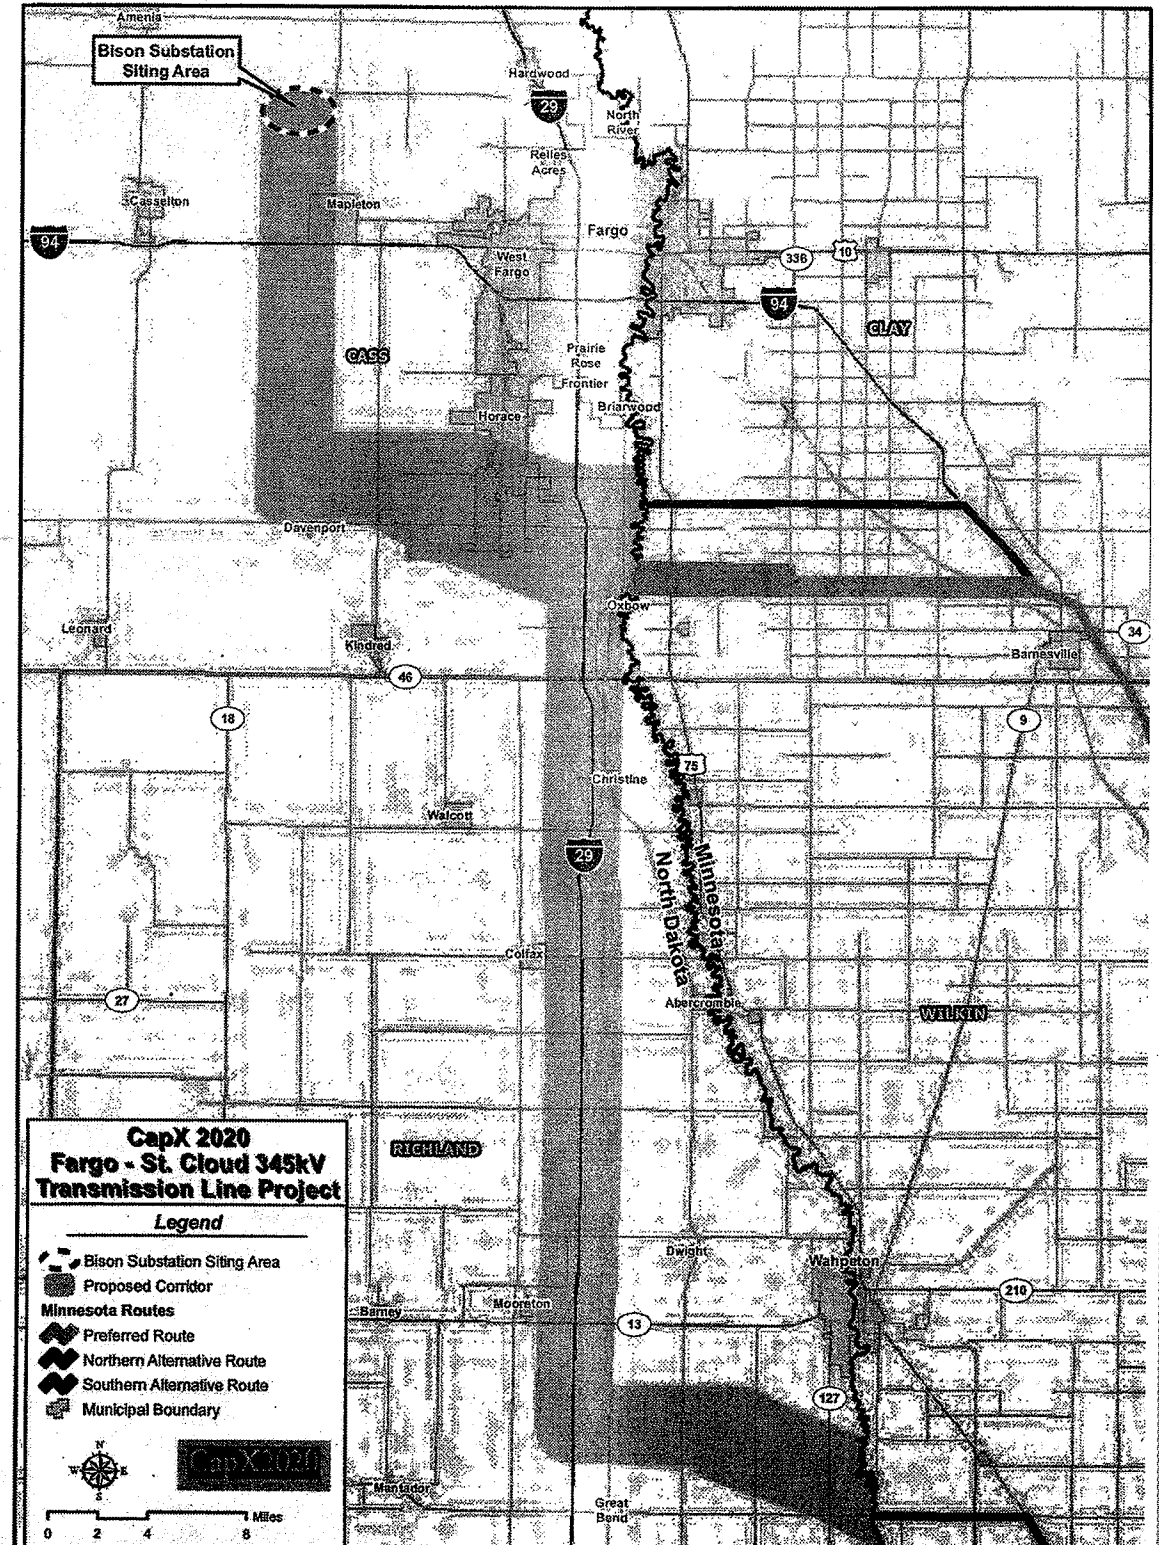 Amenia
Bison Substation
Siting Area
Harwood
29
North
River
Reiles
Acres
Casselton
Mapleton
Fargo
94
West
Fargo
336
10
94
CLAY
CASS
Prairie
Rose
Frontier
Briarwood
Horace
Davenport
Oxbow
Leonard
Kindred
34
Barnesville
46
18
9
75
Christine
Walcott
29
Minnesota
North Dakota
Colfax
27
Abercrombie
WILKIN
RICHLAND
Dwight
Wahpeton
210
Mooreton
Barney
13
127
Mantador
Great
Bend
CapX 2020
Fargo - St. Cloud 345kV
Transmission Line Project
Legend
Bison Substation Siting Area
Proposed Corridor
Minnesota Routes
Preferred Route
Northern Alternative Route
Southern Alternative Route
Municipal Boundary
N
W E
S
CapX2020
0 2 4 8 Miles